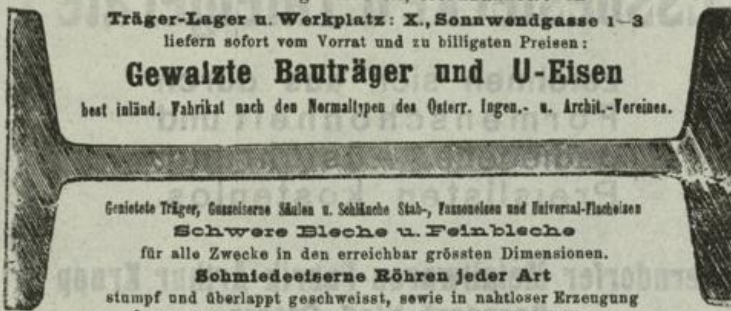 Träger-Lager u. Werkplatz: X., Sonnwendgasse 1–3
liefern sofort vom Vorrat und zu billigsten Preisen:
Gewalzte Bauträger und U-Eisen
best inländ. Fabrikat nach den Normaltypen des Österr. Ingen.- u. Archit.-Vereines.
Genietete Träger, Gusseiserne Säulen u. Schläuche Stab-, Fassoneisen und Universal-Flacheisen
Schwere Bleche u. Feinbleche
für alle Zwecke in den erreichbar grössten Dimensionen.
Schmiedeeiserne Röhren jeder Art
stumpf und überlappt geschweisst, sowie in nahtloser Erzeugung